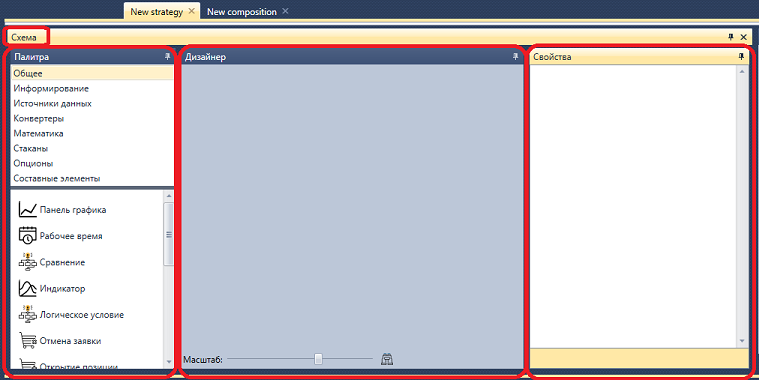 New strategy
New composition
Схема
Палитра
Общее
Информирование
Источники данных
Конвертеры
Математика
Стаканы
Опционы
Составные элементы
Панель графика
Рабочее время
Сравнение
Индикатор
Логическое условие
Отмена заявки
Открытие позиции
Дизайнер
Масштаб:
Свойства